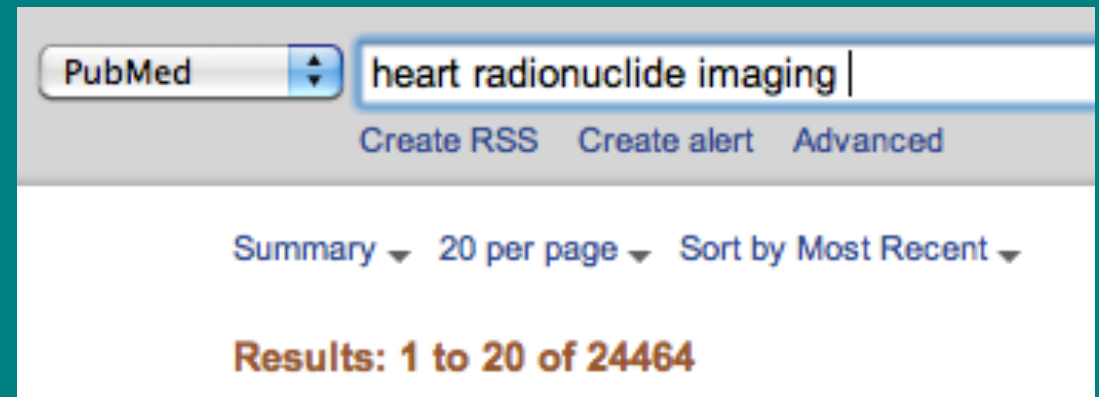 PubMed heart radionuclide imaging
Create RSS Create alert Advanced
Summary 20 per page Sort by Most Recent
Results: 1 to 20 of 24464